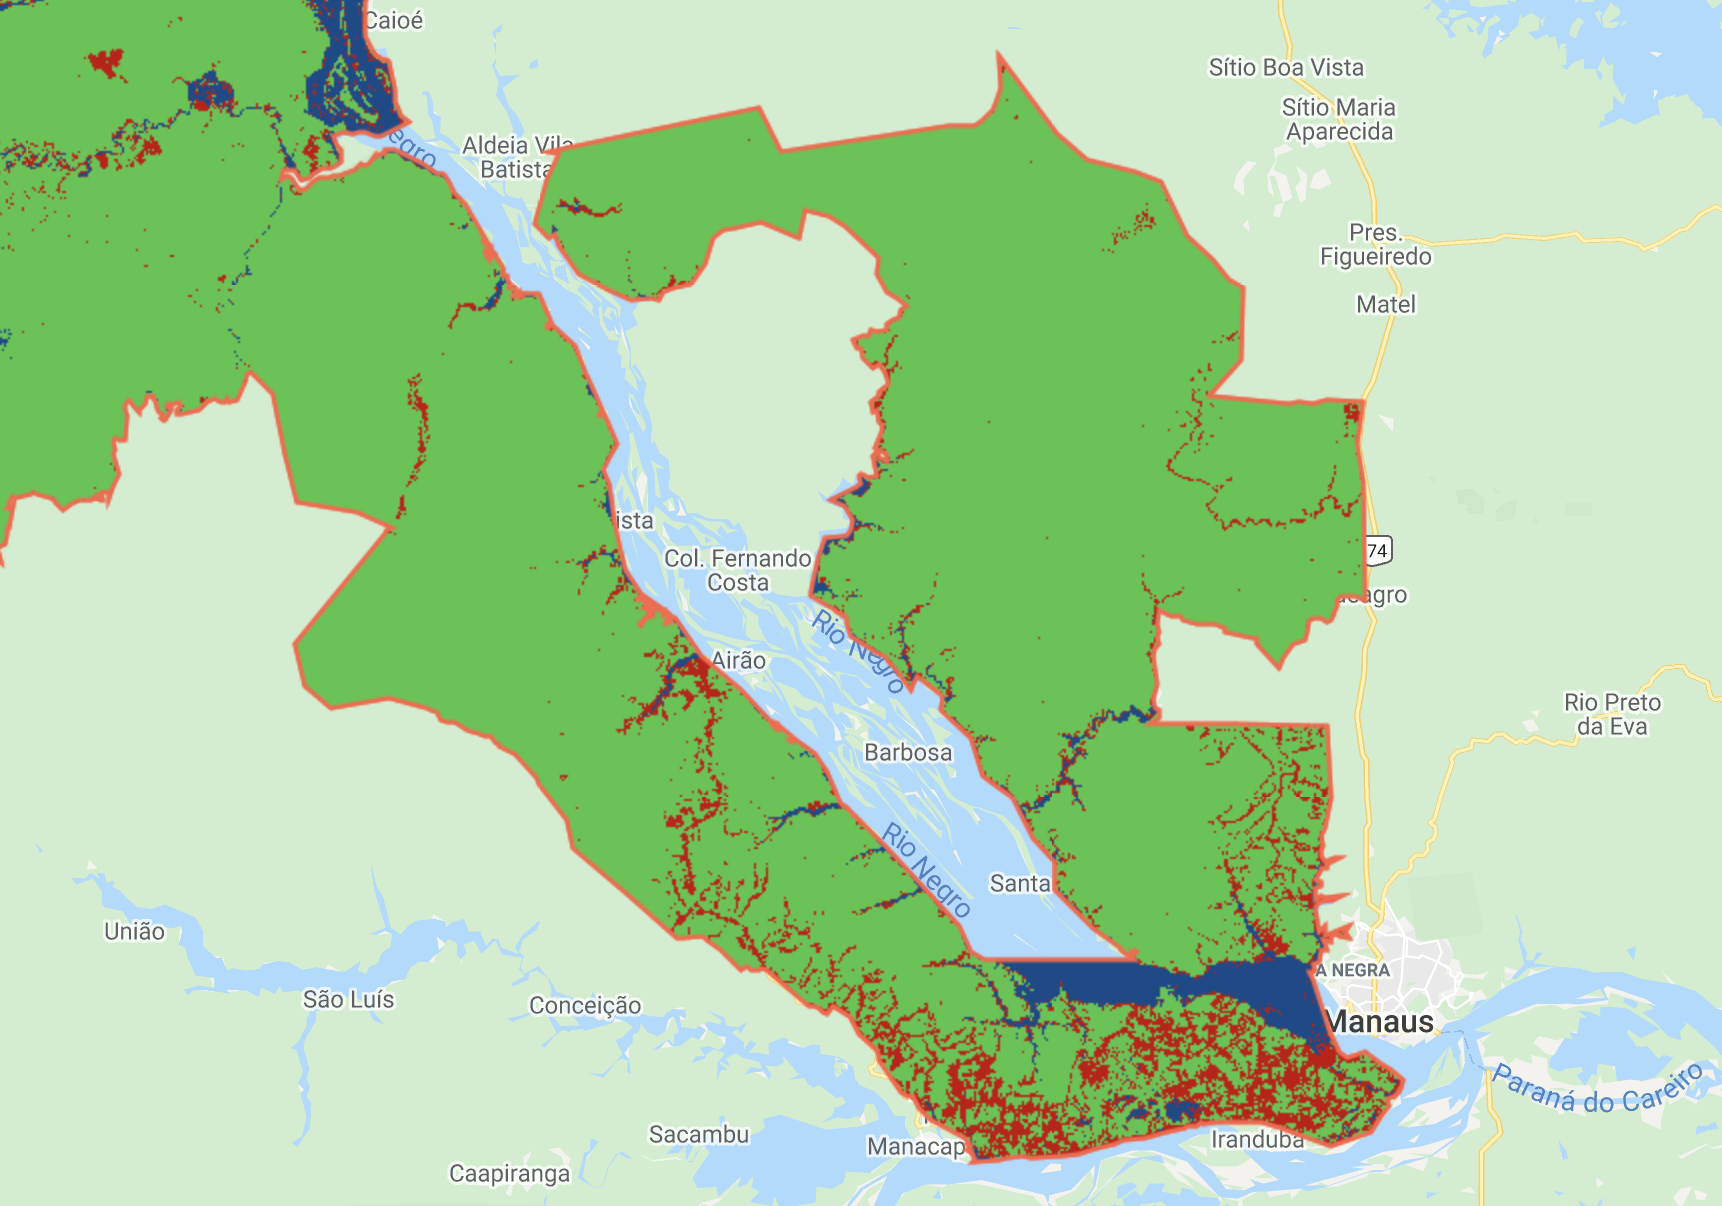 Caioé
egro
Aldeia Vila
Batista
Sítio Boa Vista
Sítio Maria
Aparecida
Pres.
Figueiredo
Matel
ista
Col. Fernando
Costa
74
agro
Rio Negro
Airão
Rio Preto
da Eva
Barbosa
Rio Negro
Santa
União
A NEGRA
São Luís
Conceição
Manaus
Paraná do Careiro
Sacambu
Manacap
Iranduba
Caapiranga